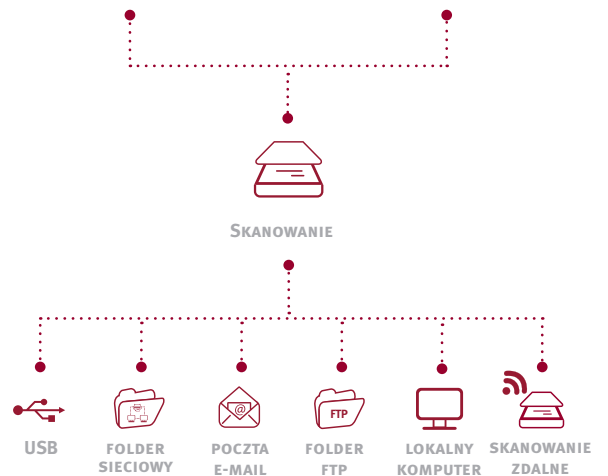 Skanowanie
@
FTP
USB
FOLDER
SIECIOWY
POCZTA
E-MAIL
FOLDER
FTP
LOKALNY
KOMPUTER
SKANOWANIE
ZDALNE